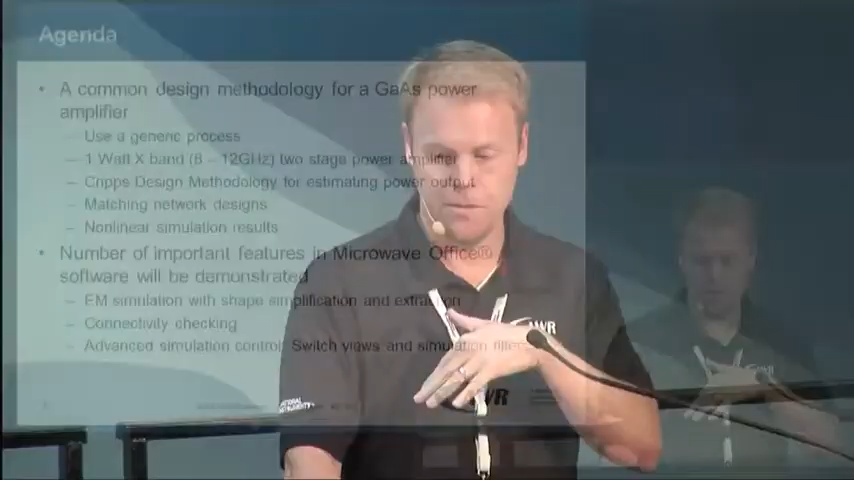 Agenda
• A common design methodology for a GaAs power
amplifier
– Use a generic process
– 1 Watt X band (8 – 12GHz) two stage power amplifier
– Cripps Design Methodology for estimating power output
– Matching network designs
– Nonlinear simulation results
• Number of important features in Microwave Office®
software will be demonstrated
– EM simulation with shape simplification and extraction
– Connectivity checking
– Advanced simulation control: Switch views and simulation filters
AWR
NATIONAL
INSTRUMENTS